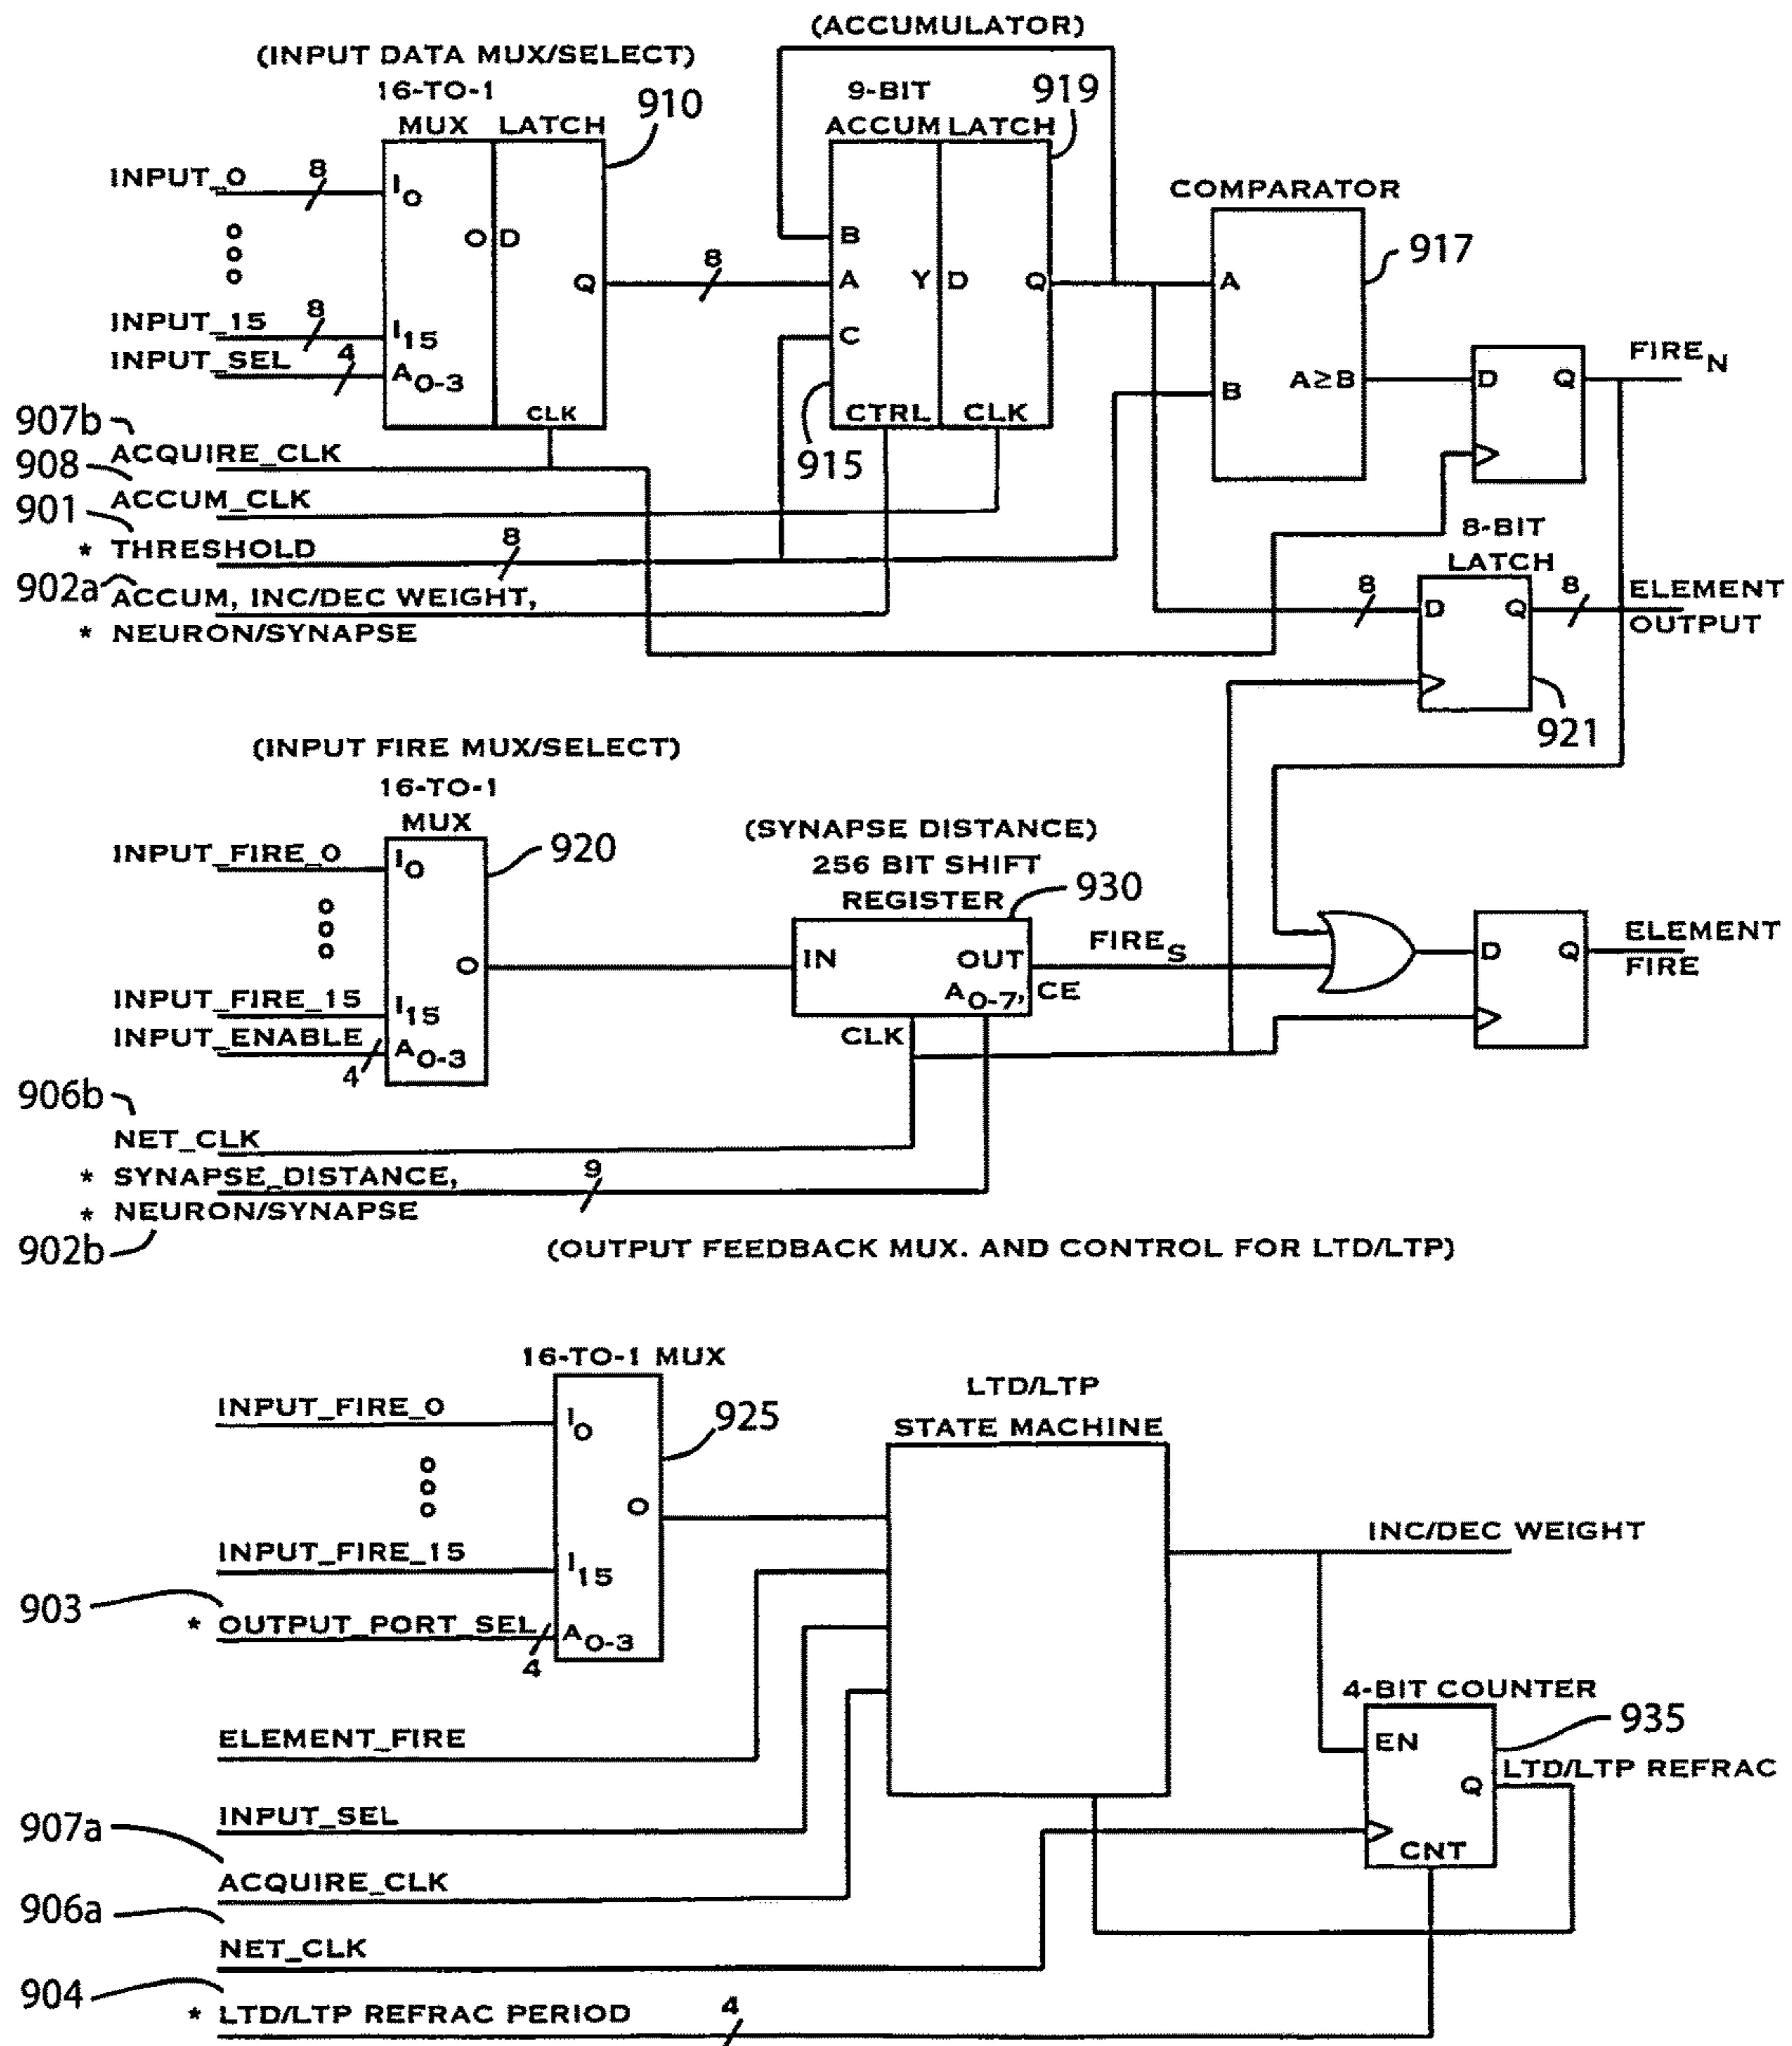 (ACCUMULATOR)
(INPUT DATA MUX/SELECT)
16-TO-1
MUX LATCH
910
9-BIT
ACCUM LATCH
919
INPUT_0
8
I0
O D
Q
INPUT_15
8
I15
INPUT_SEL
4
A0-3
CLK
8
B
A
C
Y D
Q
CTRL CLK
915
COMPARATOR
917
A
B
A≥B
D Q
FIREN
907b
ACQUIRE_CLK
908
ACCUM_CLK
901
* THRESHOLD
8
902a
ACCUM, INC/DEC WEIGHT,
* NEURON/SYNAPSE
8-BIT
LATCH
8
D Q
8
ELEMENT
OUTPUT
921
(INPUT FIRE MUX/SELECT)
16-TO-1
MUX
920
INPUT_FIRE_0
I0
O
INPUT_FIRE_15
I15
INPUT_ENABLE
4
A0-3
(SYNAPSE DISTANCE)
256 BIT SHIFT
REGISTER
930
IN OUT
A0-7, CE
CLK
FIRES
D Q
ELEMENT
FIRE
906b
NET_CLK
* SYNAPSE_DISTANCE,
9
* NEURON/SYNAPSE
902b
(OUTPUT FEEDBACK MUX. AND CONTROL FOR LTD/LTP)
16-TO-1 MUX
925
INPUT_FIRE_0
I0
O
INPUT_FIRE_15
I15
903
* OUTPUT_PORT_SEL
4
A0-3
LTD/LTP
STATE MACHINE
INC/DEC WEIGHT
ELEMENT_FIRE
4-BIT COUNTER
935
EN
Q
LTD/LTP REFRAC
CNT
INPUT_SEL
907a
ACQUIRE_CLK
906a
NET_CLK
904
* LTD/LTP REFRAC PERIOD
4